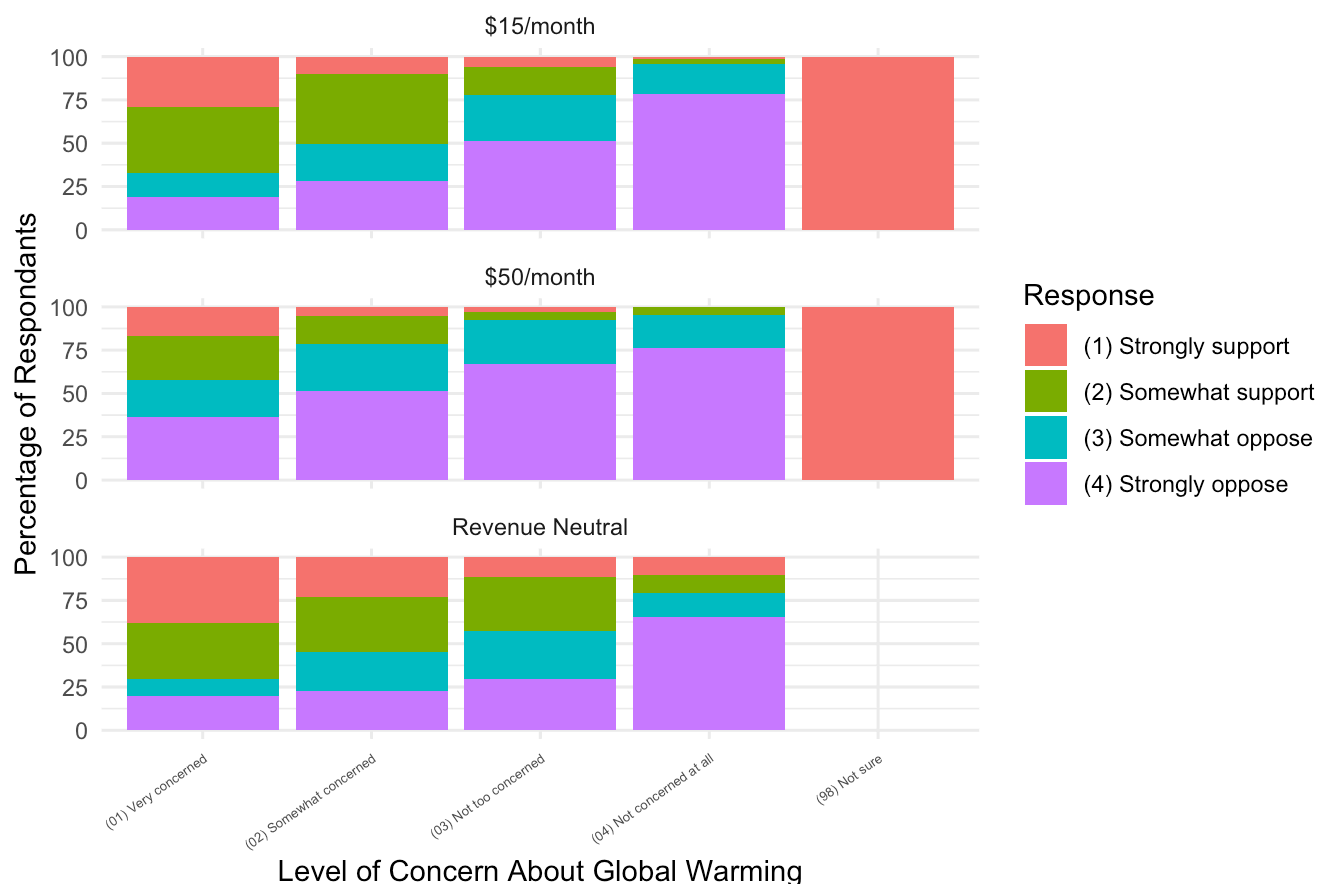 $15/month
100
75
50
25
0
$50/month
100
75
50
25
0
Revenue Neutral
100
75
50
25
0
(01) Very concerned
(02) Somewhat concerned
(03) Not too concerned
(04) Not concerned at all
(98) Not sure
Level of Concern About Global Warming
Percentage of Respondants
Response
(1) Strongly support
(2) Somewhat support
(3) Somewhat oppose
(4) Strongly oppose